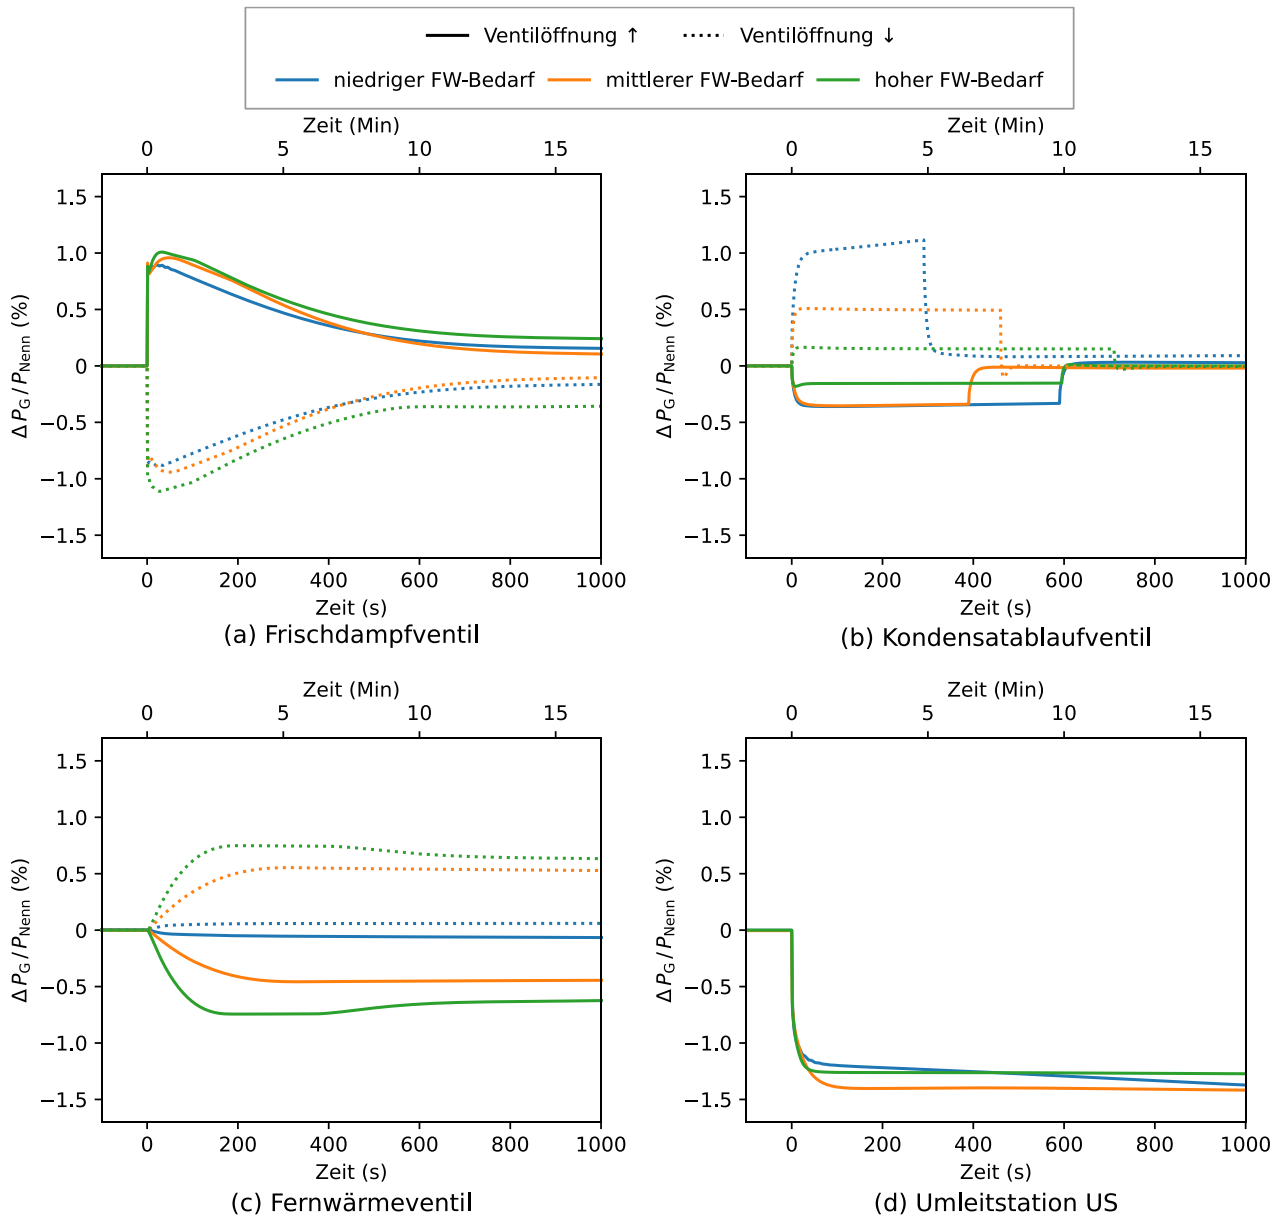 Ventilöffnung ↑ Ventilöffnung ↓
niedriger FW-Bedarf mittlerer FW-Bedarf hoher FW-Bedarf
Zeit (Min)
0 5 10 15
1.5
1.0
0.5
0
−0.5
−1.0
−1.5
Δ P_G / P_Nenn (%)
0 200 400 600 800 1000
Zeit (s)
(a) Frischdampfventil
Zeit (Min)
0 5 10 15
1.5
1.0
0.5
0
−0.5
−1.0
−1.5
Δ P_G / P_Nenn (%)
0 200 400 600 800 1000
Zeit (s)
(b) Kondensatablaufventil
Zeit (Min)
0 5 10 15
1.5
1.0
0.5
0
−0.5
−1.0
−1.5
Δ P_G / P_Nenn (%)
0 200 400 600 800 1000
Zeit (s)
(c) Fernwärmeventil
Zeit (Min)
0 5 10 15
1.5
1.0
0.5
0
−0.5
−1.0
−1.5
Δ P_G / P_Nenn (%)
0 200 400 600 800 1000
Zeit (s)
(d) Umleitstation US